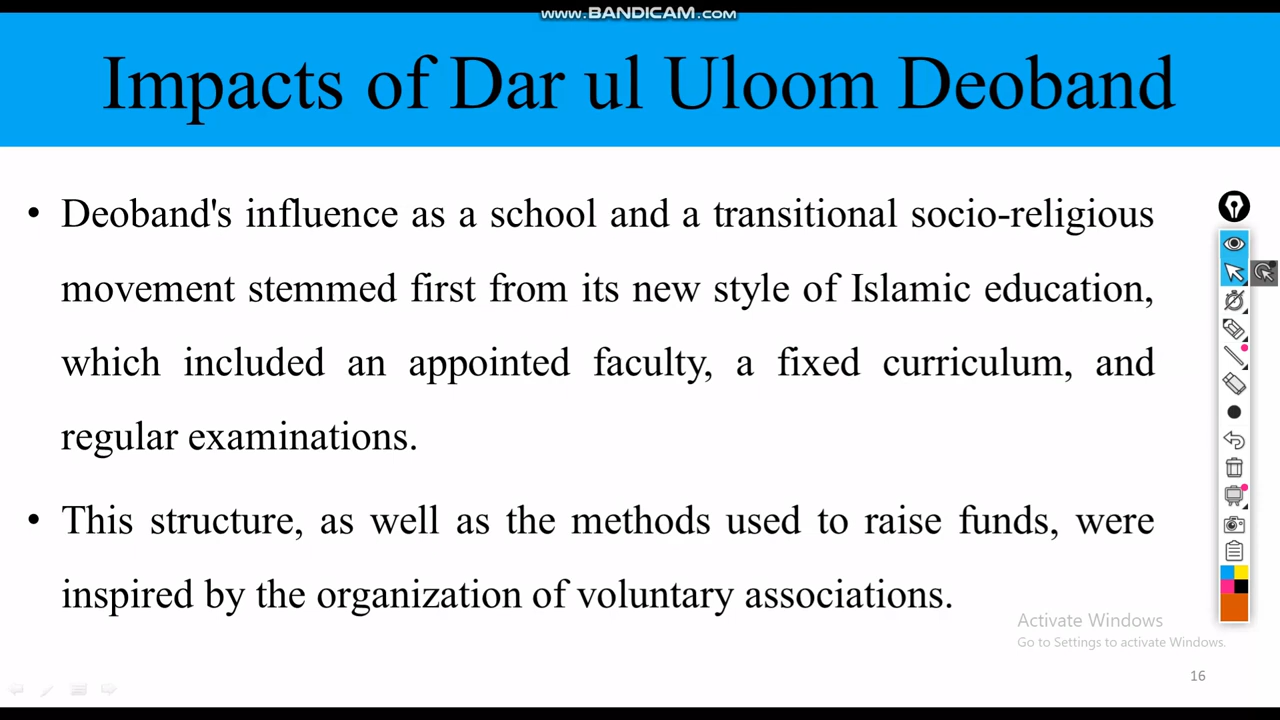 www.BANDICAM.com
Impacts of Dar ul Uloom Deoband
• Deoband's influence as a school and a transitional socio-religious
movement stemmed first from its new style of Islamic education,
which included an appointed faculty, a fixed curriculum, and
regular examinations.
• This structure, as well as the methods used to raise funds, were
inspired by the organization of voluntary associations.
Activate Windows
Go to Settings to activate Windows.
16